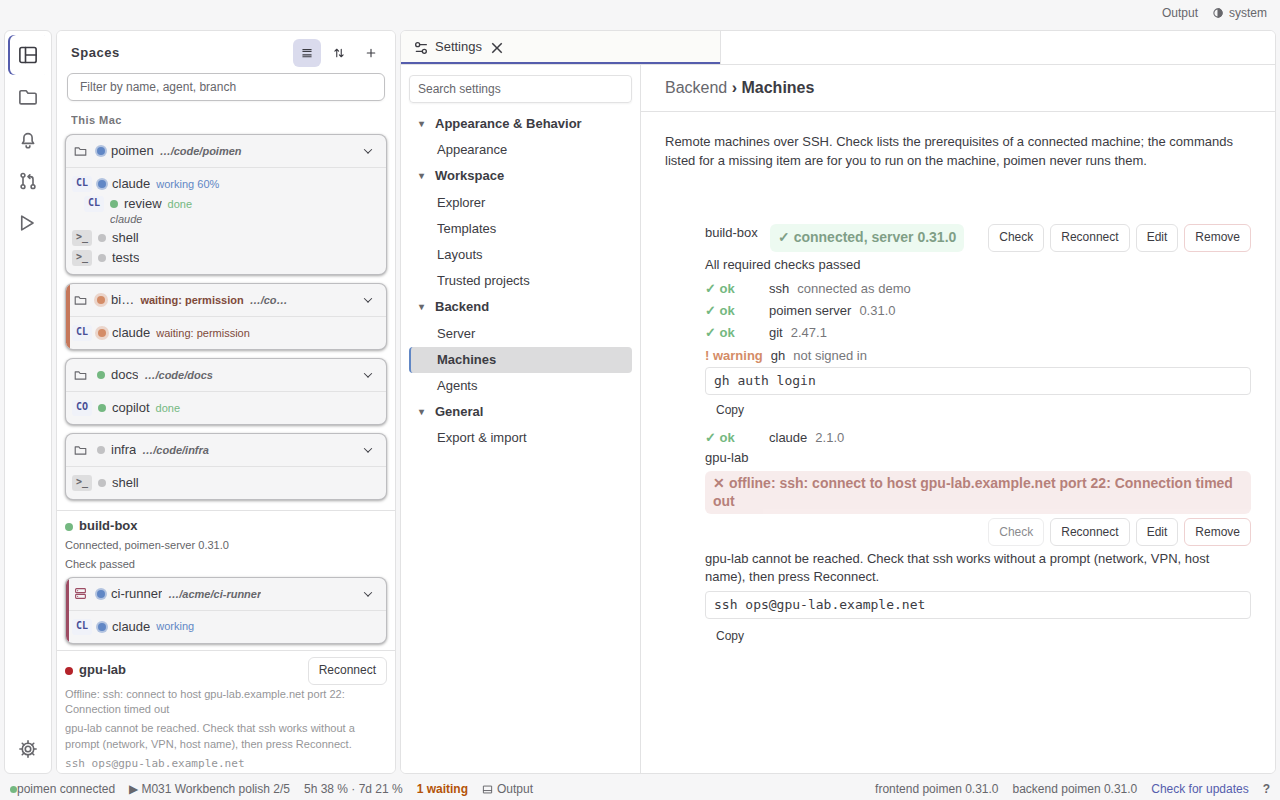 Output system
Spaces
Filter by name, agent, branch
This Mac
poimen …/code/poimen
CL claude working 60%
CL review done
claude
>_ shell
>_ tests
bi… waiting: permission …/co…
CL claude waiting: permission
docs …/code/docs
CO copilot done
infra …/code/infra
>_ shell
build-box
Connected, poimen-server 0.31.0
Check passed
ci-runner …/acme/ci-runner
CL claude working
gpu-lab Reconnect
Offline: ssh: connect to host gpu-lab.example.net port 22:
Connection timed out
gpu-lab cannot be reached. Check that ssh works without a
prompt (network, VPN, host name), then press Reconnect.
ssh ops@gpu-lab.example.net
Settings
Search settings
Appearance & Behavior
Appearance
Workspace
Explorer
Templates
Layouts
Trusted projects
Backend
Server
Machines
Agents
General
Export & import
Backend › Machines
Remote machines over SSH. Check lists the prerequisites of a connected machine; the commands
listed for a missing item are for you to run on the machine, poimen never runs them.
build-box ✓ connected, server 0.31.0 Check Reconnect Edit Remove
All required checks passed
✓ ok ssh connected as demo
✓ ok poimen server 0.31.0
✓ ok git 2.47.1
! warning gh not signed in
gh auth login
Copy
✓ ok claude 2.1.0
gpu-lab
✕ offline: ssh: connect to host gpu-lab.example.net port 22: Connection timed
out
Check Reconnect Edit Remove
gpu-lab cannot be reached. Check that ssh works without a prompt (network, VPN, host
name), then press Reconnect.
ssh ops@gpu-lab.example.net
Copy
poimen connected ▶ M031 Workbench polish 2/5 5h 38 % · 7d 21 % 1 waiting Output frontend poimen 0.31.0 backend poimen 0.31.0 Check for updates ?